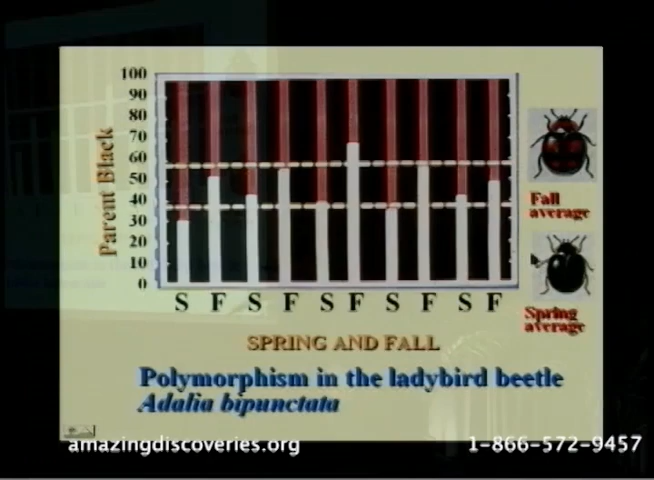 100
90
80
70
60
50
40
30
20
10
0
Parent Black
S F S F S F S F S F
SPRING AND FALL
Fall
average
Spring
average
Polymorphism in the ladybird beetle
Adalia bipunctata
amazingdiscoveries.org
1-866-572-9457